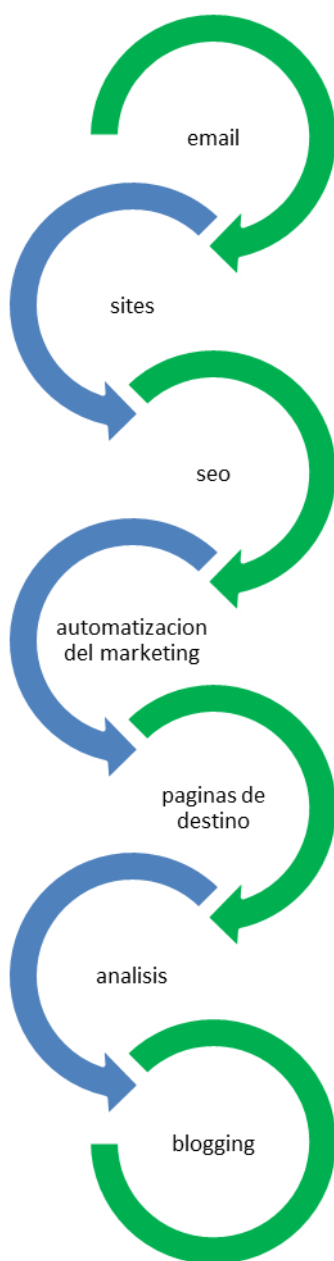 email
sites
seo
automatizacion
del marketing
paginas de
destino
analisis
blogging